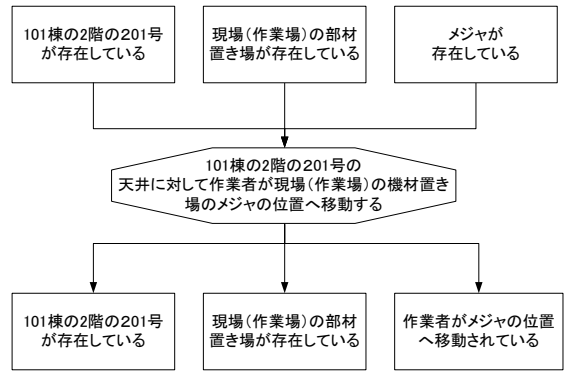 101棟の2階の201号
が存在している
現場(作業場)の部材
置き場が存在している
メジャが
存在している
101棟の2階の201号の
天井に対して作業者が現場(作業場)の機材置き
場のメジャの位置へ移動する
101棟の2階の201号
が存在している
現場(作業場)の部材
置き場が存在している
作業者がメジャの位置
へ移動されている